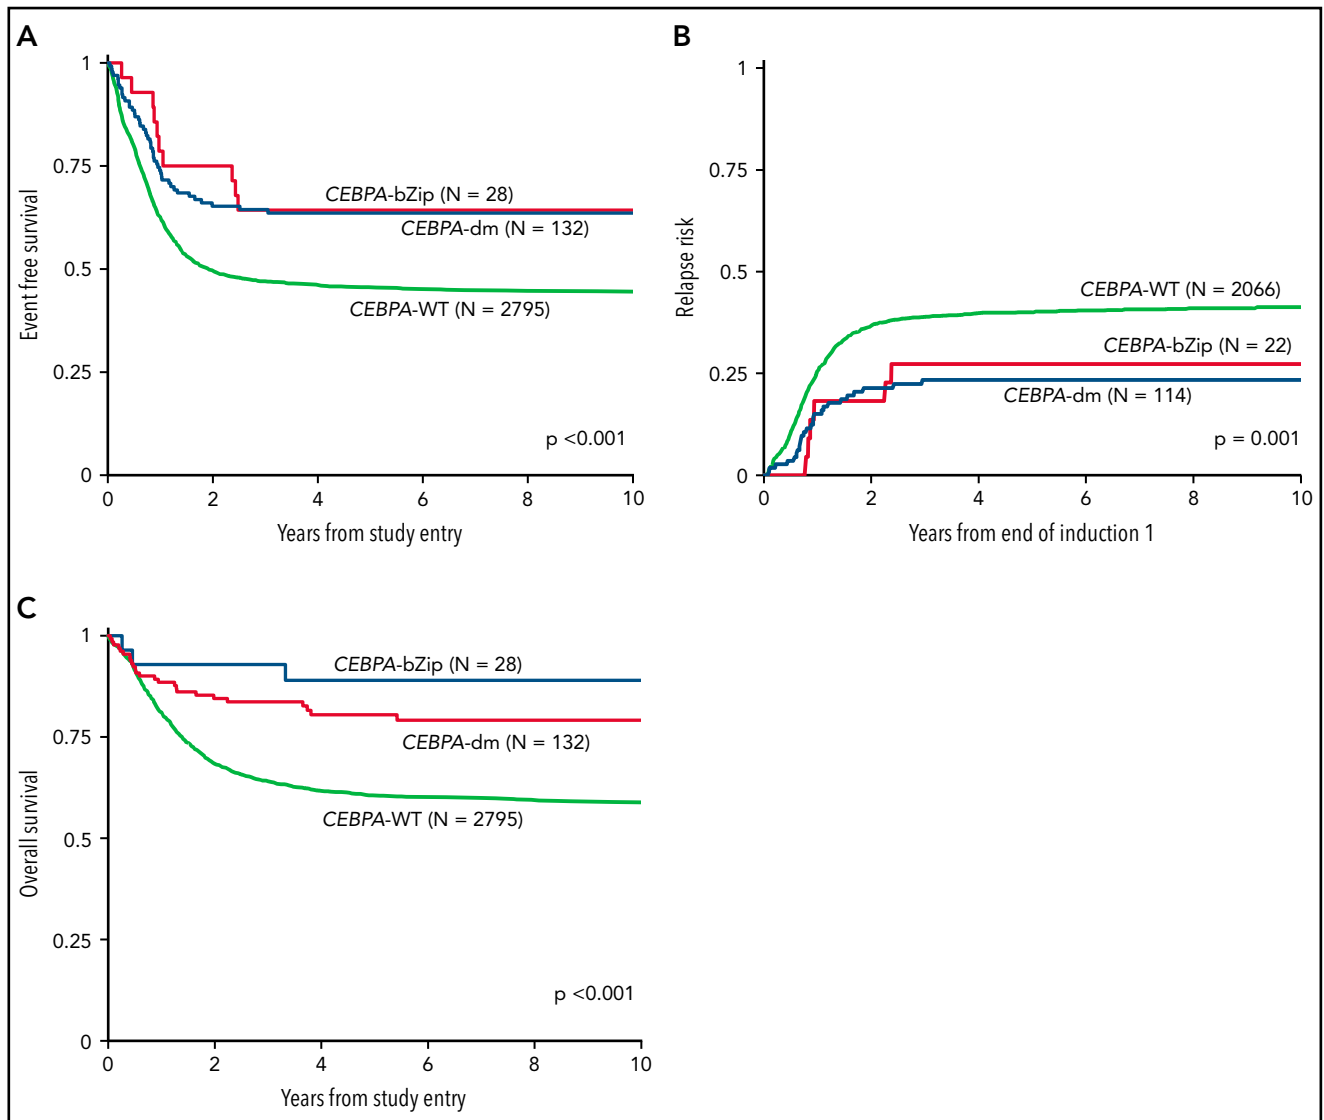 A
Event free survival
1
0.75
0.5
0.25
0
CEBPA-bZip (N = 28)
CEBPA-dm (N = 132)
CEBPA-WT (N = 2795)
p <0.001
0 2 4 6 8 10
Years from study entry
B
Relapse risk
1
0.75
0.5
0.25
0
CEBPA-WT (N = 2066)
CEBPA-bZip (N = 22)
CEBPA-dm (N = 114)
p = 0.001
0 2 4 6 8 10
Years from end of induction 1
C
Overall survival
1
0.75
0.5
0.25
0
CEBPA-bZip (N = 28)
CEBPA-dm (N = 132)
CEBPA-WT (N = 2795)
p <0.001
0 2 4 6 8 10
Years from study entry